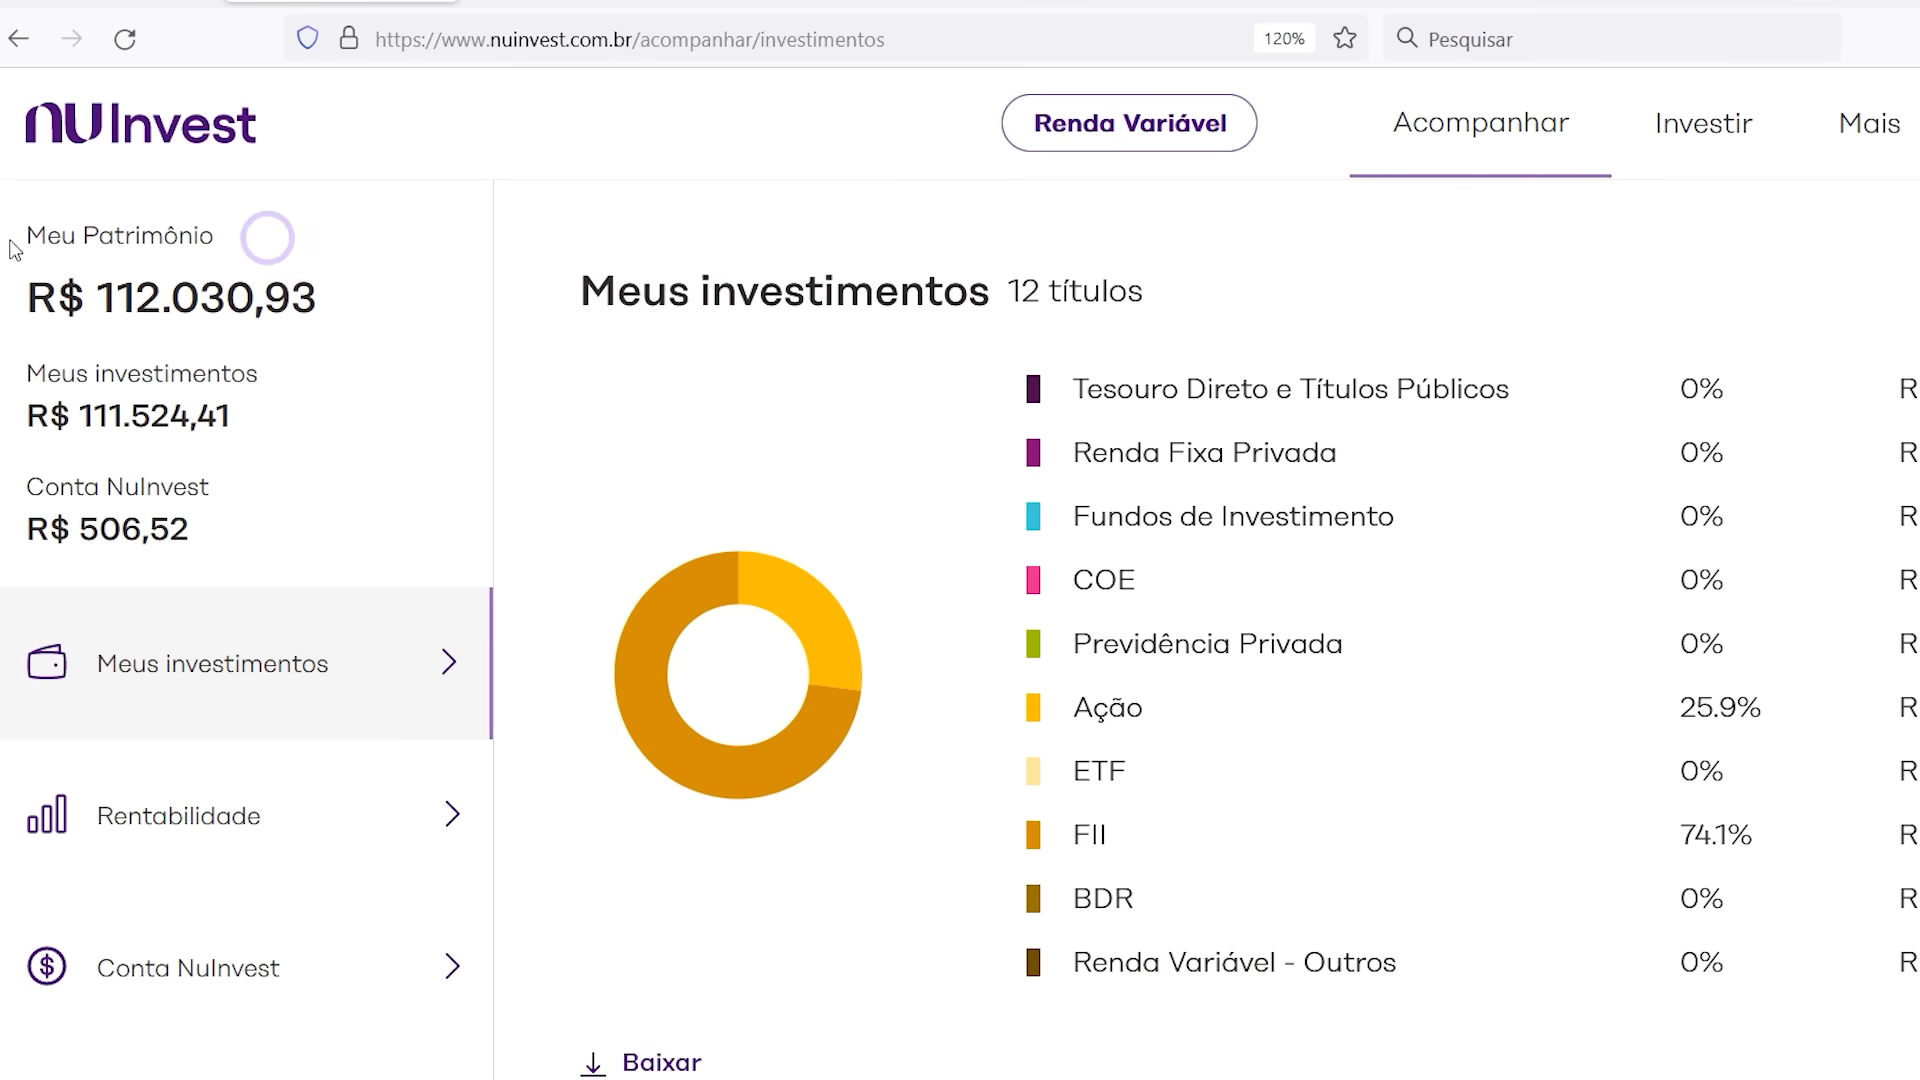 https://www.nuinvest.com.br/acompanhar/investimentos
120%
Pesquisar
nu Invest
Renda Variável
Acompanhar
Investir
Mais
Meu Patrimônio
R$ 112.030,93
Meus investimentos
R$ 111.524,41
Conta NuInvest
R$ 506,52
Meus investimentos
Rentabilidade
Conta NuInvest
Meus investimentos 12 títulos
Tesouro Direto e Títulos Públicos 0% R
Renda Fixa Privada 0% R
Fundos de Investimento 0% R
COE 0% R
Previdência Privada 0% R
Ação 25.9% R
ETF 0% R
FII 74.1% R
BDR 0% R
Renda Variável - Outros 0% R
Baixar